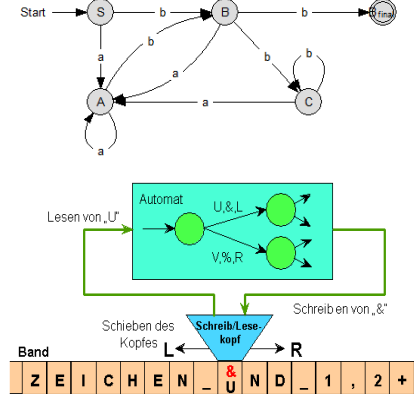 Start S b B b B final
a b a b b
A a C
a
Automat
U,&,L
Lesen von „U"
V,%,R
Schreiben von „&"
Schieben des Kopfes
Schreib/Lese-
kopf
L R
Band
&
_ Z E I C H E N _ U N D _ 1 , 2 +